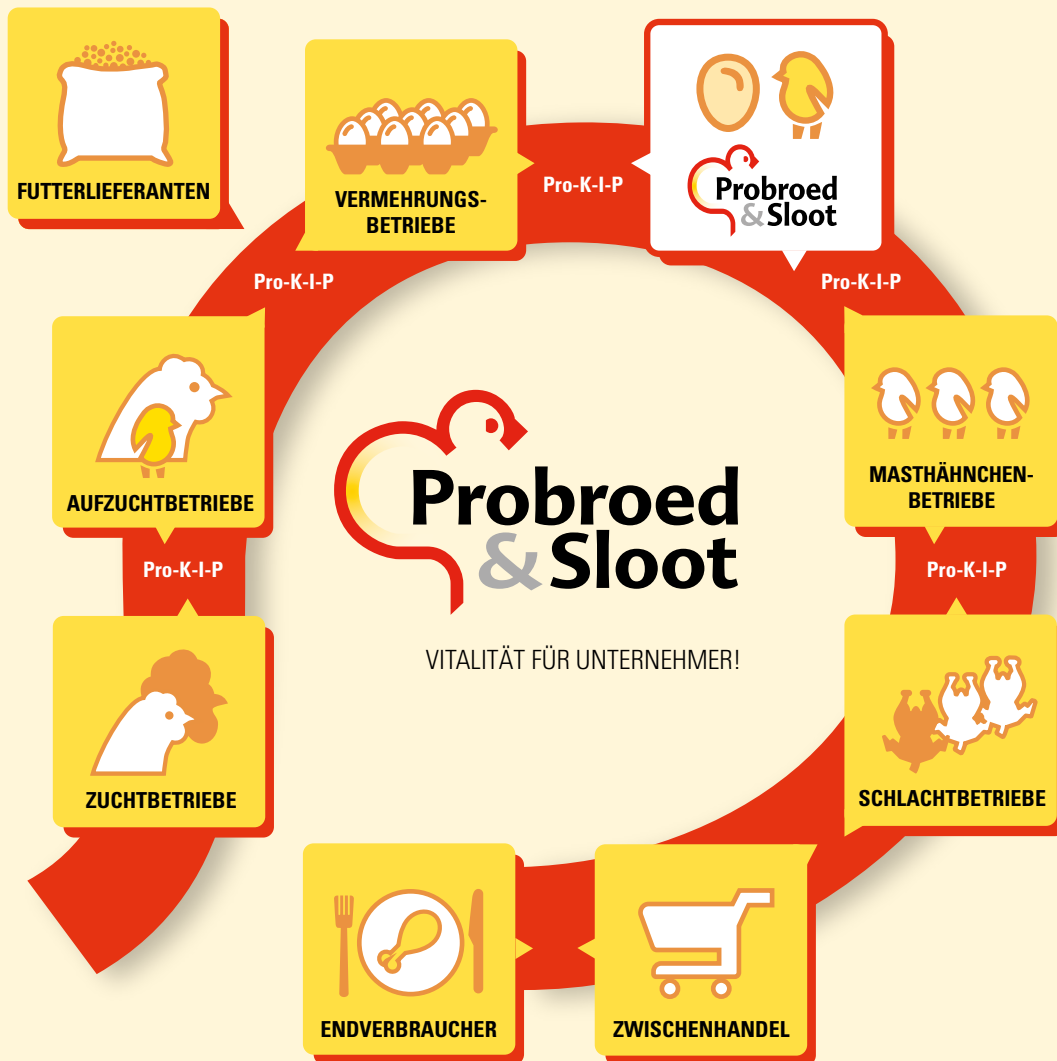 FUTTERLIEFERANTEN
VERMEHRUNGS-
BETRIEBE
Pro-K-I-P
Probroed
& Sloot
Pro-K-I-P
Pro-K-I-P
AUFZUCHTBETRIEBE
MASTHÄHNCHEN-
BETRIEBE
Probroed
& Sloot
VITALITÄT FÜR UNTERNEHMER!
Pro-K-I-P
Pro-K-I-P
ZUCHTBETRIEBE
SCHLACHTBETRIEBE
ENDVERBRAUCHER
ZWISCHENHANDEL